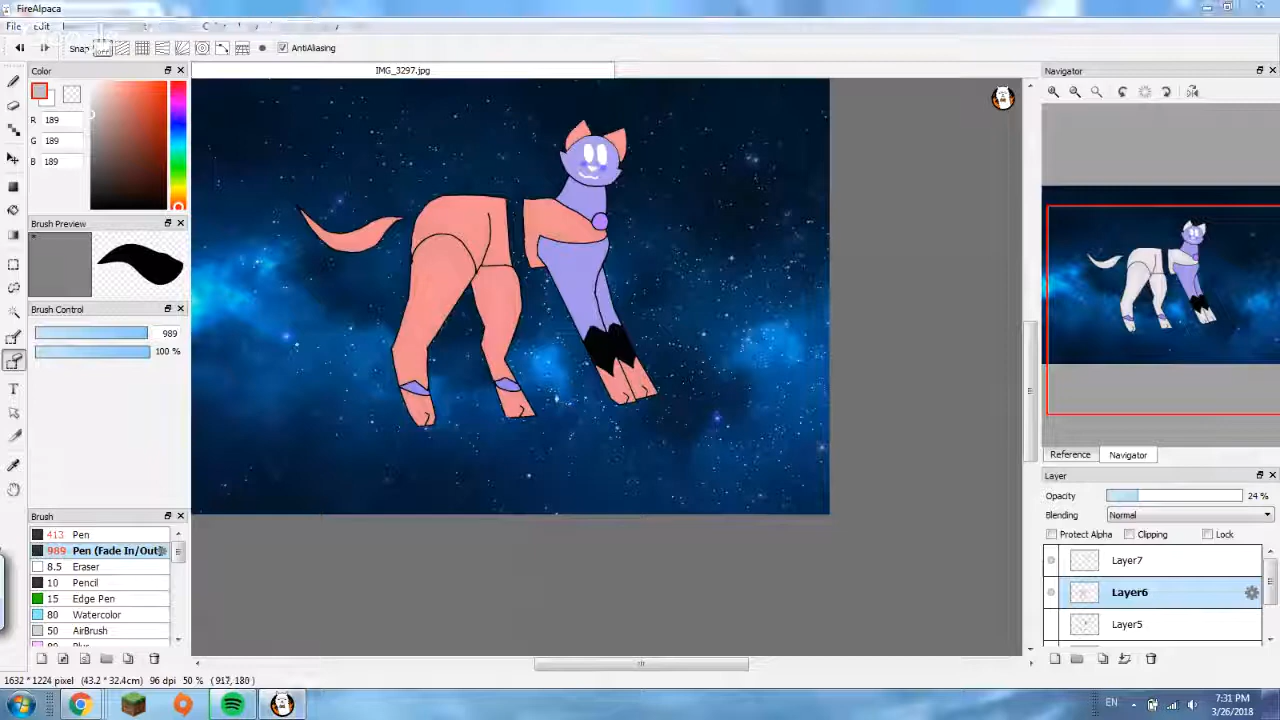 FireAlpaca
File Edit
Snap off AntiAliasing
Color
IMG_3297.jpg
Navigator
R 189
G 189
B 189
Brush Preview
Brush Control
989
100 %
Reference Navigator
Layer
Opacity 24 %
Blending Normal
Protect Alpha Clipping Lock
Brush
413 Pen
989 Pen (Fade In/Out)
8.5 Eraser
10 Pencil
15 Edge Pen
80 Watercolor
50 AirBrush
Layer7
Layer6
Layer5
1632 * 1224 pixel (43.2 * 32.4cm) 96 dpi 50 % (917, 180)
EN
7:31 PM
3/26/2018